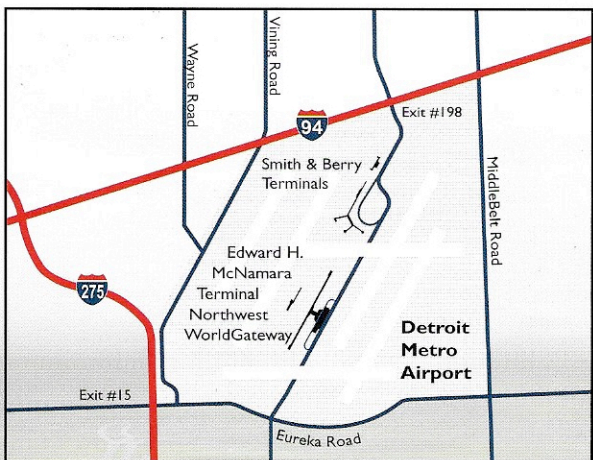 Wayne Road
Vining Road
94
Exit #198
Smith & Berry
Terminals
MiddleBelt Road
Edward H.
McNamara
Terminal
Northwest
WorldGateway
275
Detroit
Metro
Airport
Exit #15
Eureka Road